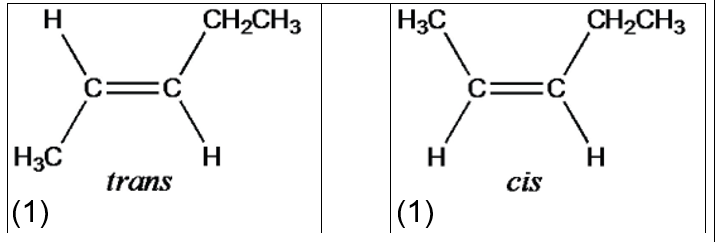 H CH₂CH₃
C C
H₃C H
trans
(1)
H₃C CH₂CH₃
C C
H H
cis
(1)